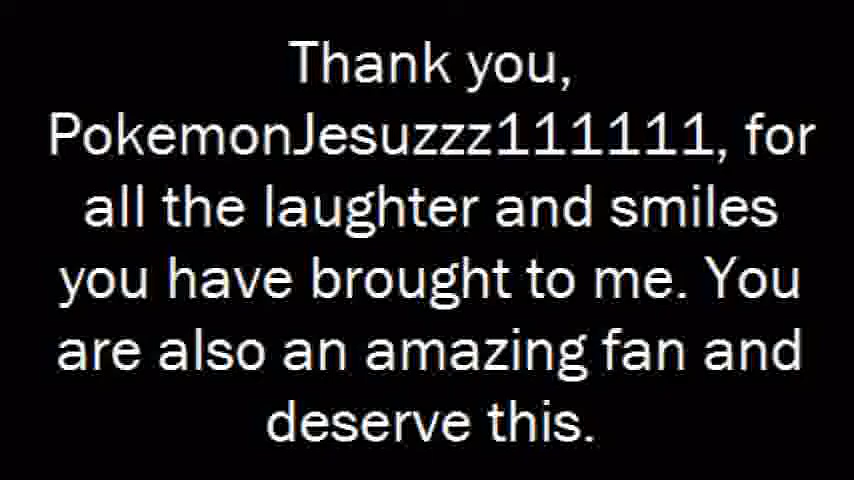 Thank you,
PokemonJesuzzz111111, for
all the laughter and smiles
you have brought to me. You
are also an amazing fan and
deserve this.